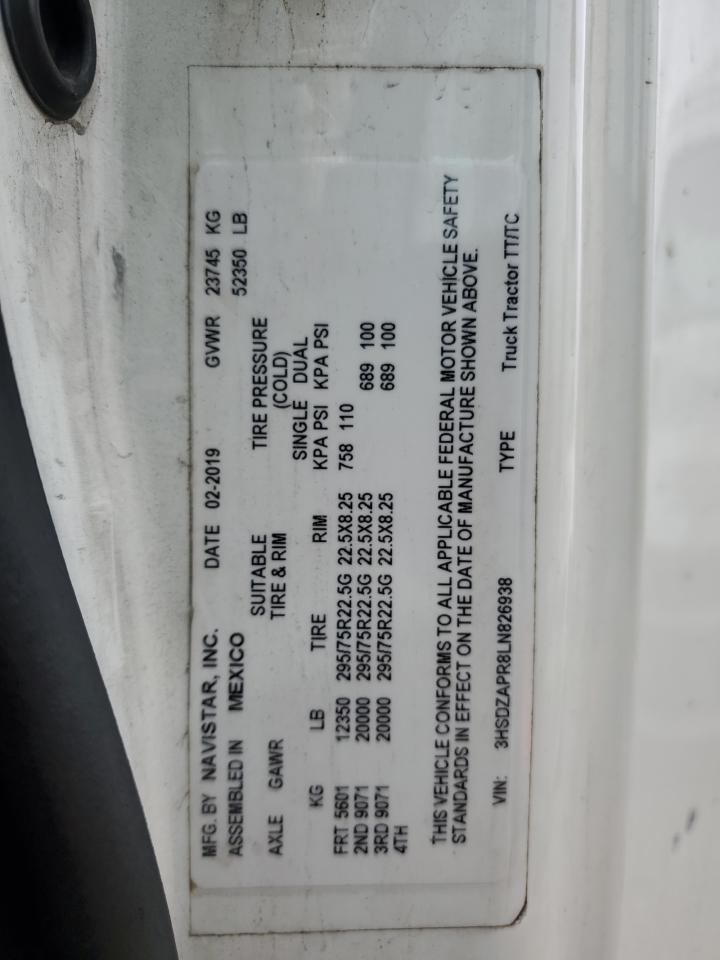 MFG. BY NAVISTAR, INC. DATE 02-2019 GVWR 23745 KG
ASSEMBLED IN MEXICO 52350 LB
SUITABLE TIRE PRESSURE
AXLE GAWR TIRE & RIM (COLD)
SINGLE DUAL
KG LB TIRE RIM KPA PSI KPA PSI
FRT 5601 12350 295/75R22.5G 22.5X8.25 758 110
2ND 9071 20000 295/75R22.5G 22.5X8.25 689 100
3RD 9071 20000 295/75R22.5G 22.5X8.25 689 100
4TH
THIS VEHICLE CONFORMS TO ALL APPLICABLE FEDERAL MOTOR VEHICLE SAFETY
STANDARDS IN EFFECT ON THE DATE OF MANUFACTURE SHOWN ABOVE.
VIN: 3HSDZAPR8LN826938 TYPE Truck Tractor TT/TC